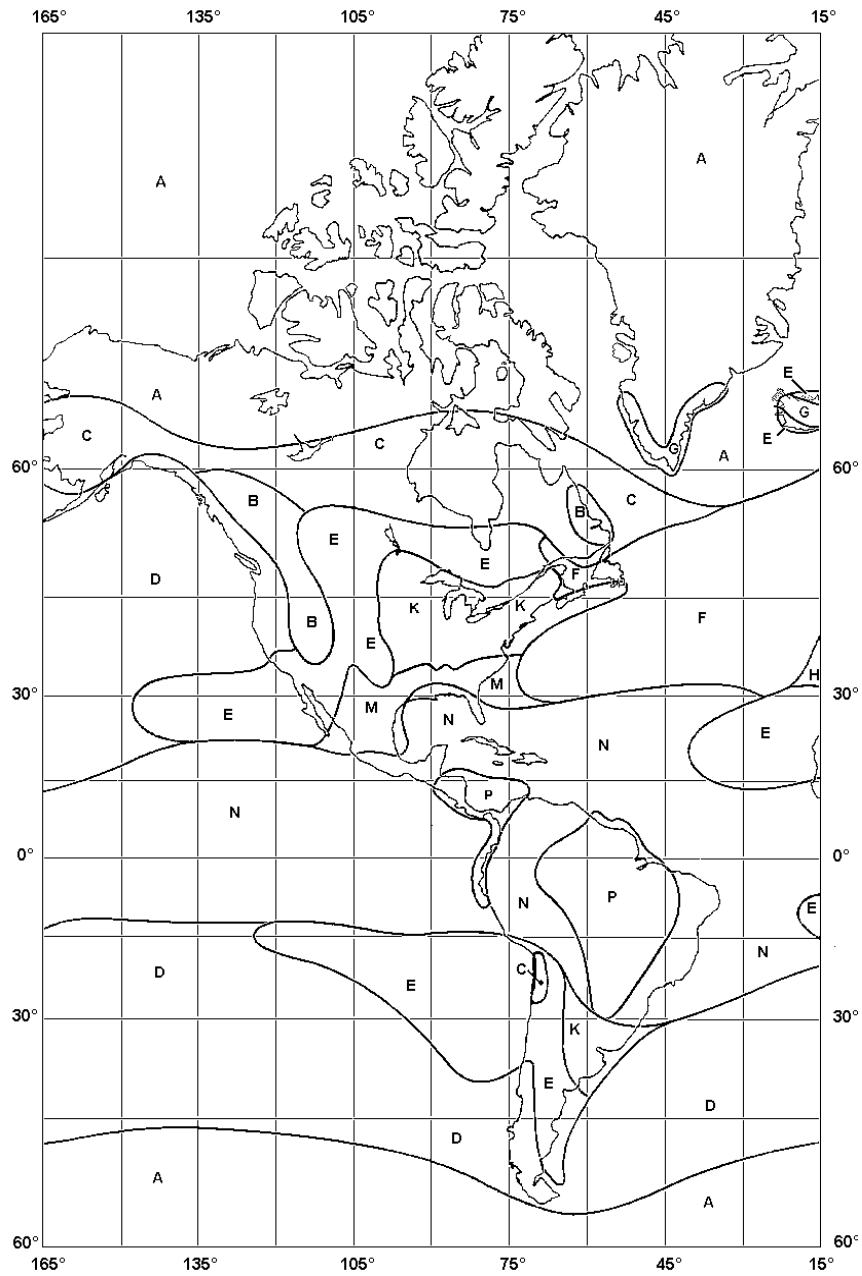 165° 135° 105° 75° 45° 15°
A A
A E
C C G G
E A
60° 60°
B B C
E E F
D
K K F
B
E
H
30° M 30°
E M N E
N
P
N
0° 0°
N P E
N
D C
E
30° 30°
K
E
D
D
A
A
60° 60°
165° 135° 105° 75° 45° 15°